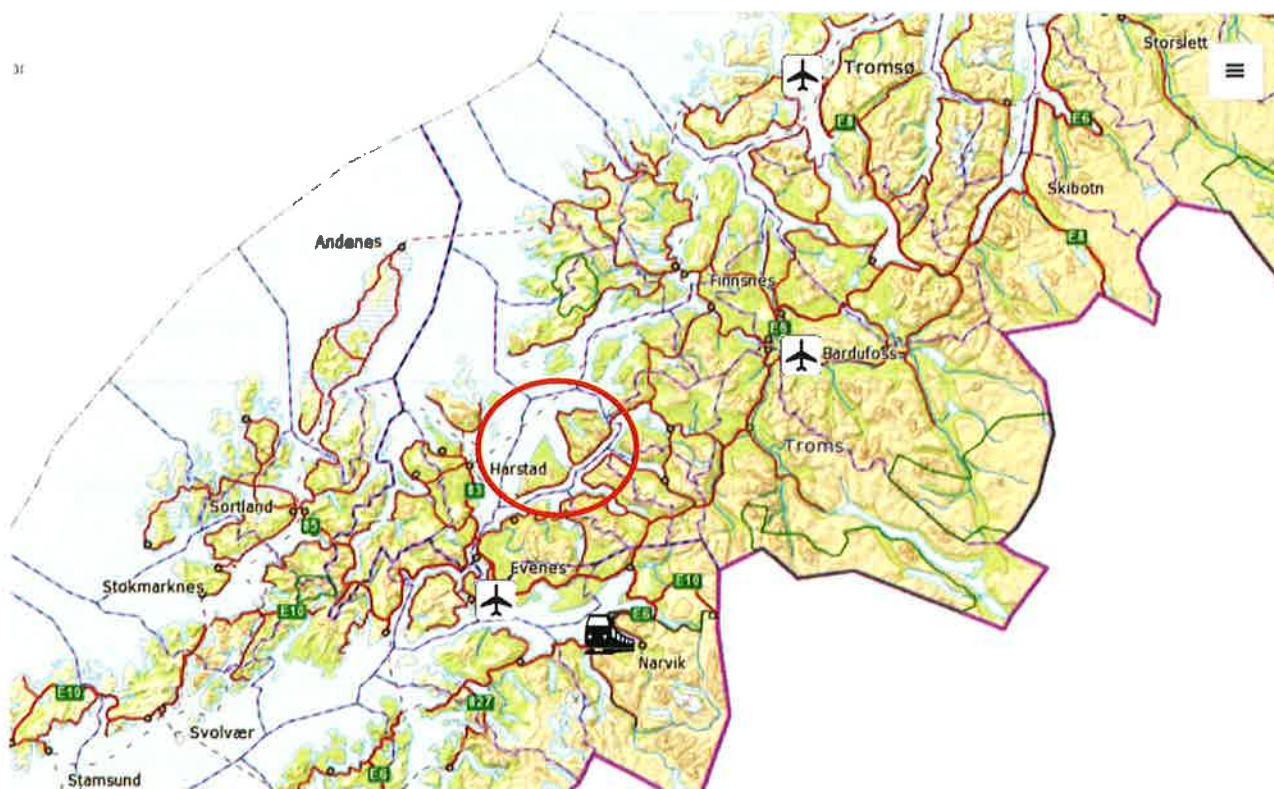 Storslett
Tromsø
E8
E6
Skibotn
E8
Andenes
Finnsnes
E6
Bardufoss
Troms
Harstad
83
Sortland
85
Evenes
Stokmarknes
E10
E10
E6
Narvik
E10
827
Svolvær
E6
Stamsund